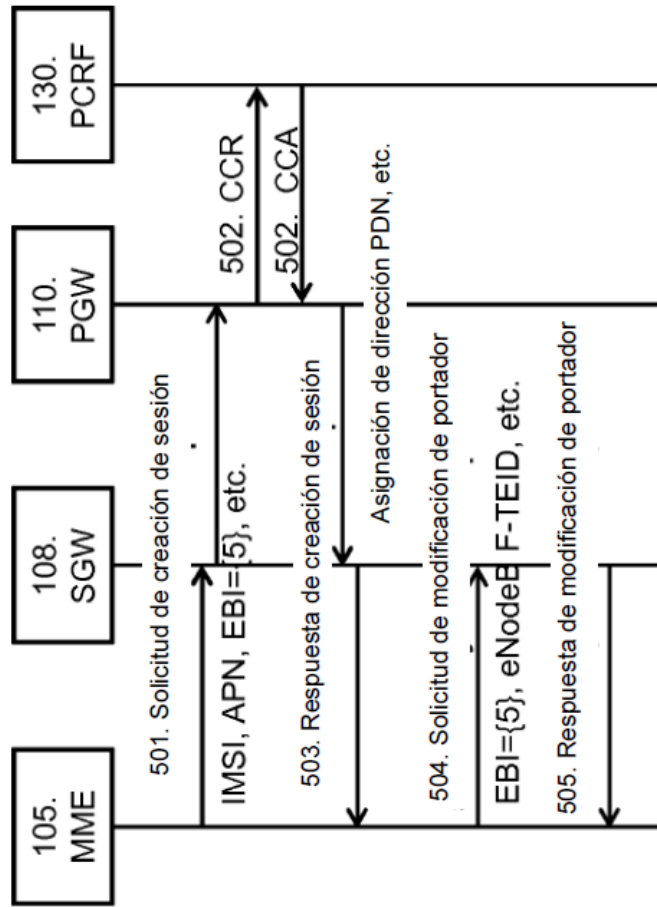 105.
MME
108.
SGW
110.
PGW
130.
PCRF
501. Solicitud de creación de sesión
IMSI, APN, EBI={5}, etc.
502. CCR
502. CCA
503. Respuesta de creación de sesión
Asignación de dirección PDN, etc.
504. Solicitud de modificación de portador
EBI={5}, eNodeB F-TEID, etc.
505. Respuesta de modificación de portador